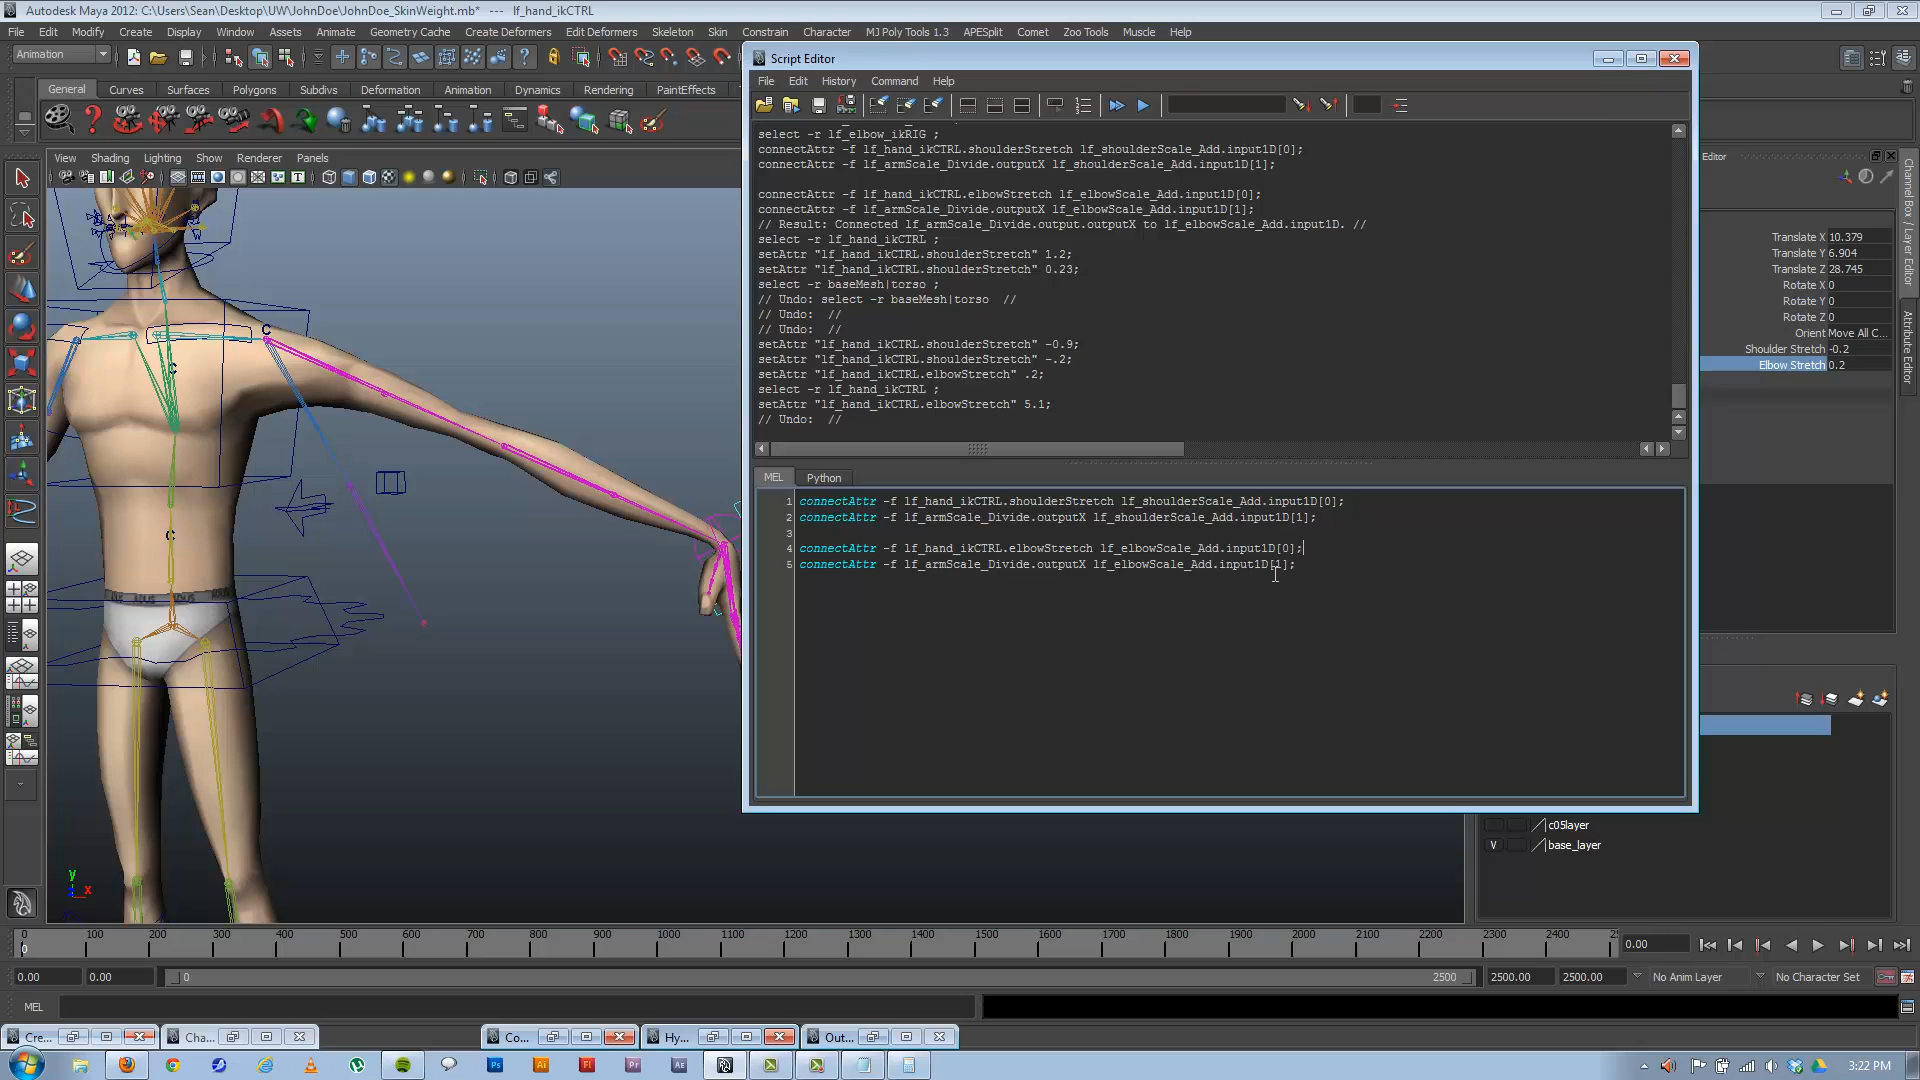 Autodesk Maya 2012: C:\Users\Sean\Desktop\UW\JohnDoe\JohnDoe_SkinWeight.mb* --- lf_hand_ikCTRL
File Edit Modify Create Display Window Assets Animate Geometry Cache Create Deformers Edit Deformers Skeleton Skin Constrain Character MJ Poly Tools 1.3 APESplit Comet Zoo Tools Muscle Help
Animation
General Curves Surfaces Polygons Subdivs Deformation Animation Dynamics Rendering PaintEffects
View Shading Lighting Show Renderer Panels
Script Editor
File Edit History Command Help
select -r lf_elbow_ikRIG ;
connectAttr -f lf_hand_ikCTRL.shoulderStretch lf_shoulderScale_Add.input1D[0];
connectAttr -f lf_armScale_Divide.outputX lf_shoulderScale_Add.input1D[1];
connectAttr -f lf_hand_ikCTRL.elbowStretch lf_elbowScale_Add.input1D[0];
connectAttr -f lf_armScale_Divide.outputX lf_elbowScale_Add.input1D[1];
// Result: Connected lf_armScale_Divide.output.outputX to lf_elbowScale_Add.input1D. //
select -r lf_hand_ikCTRL ;
setAttr "lf_hand_ikCTRL.shoulderStretch" 1.2;
setAttr "lf_hand_ikCTRL.shoulderStretch" 0.23;
select -r baseMesh|torso ;
// Undo: select -r baseMesh|torso  //
// Undo:  //
// Undo:  //
setAttr "lf_hand_ikCTRL.shoulderStretch" -0.9;
setAttr "lf_hand_ikCTRL.shoulderStretch" -.2;
setAttr "lf_hand_ikCTRL.elbowStretch" .2;
select -r lf_hand_ikCTRL ;
setAttr "lf_hand_ikCTRL.elbowStretch" 5.1;
// Undo:  //
MEL Python
1 connectAttr -f lf_hand_ikCTRL.shoulderStretch lf_shoulderScale_Add.input1D[0];
2 connectAttr -f lf_armScale_Divide.outputX lf_shoulderScale_Add.input1D[1];
3
4 connectAttr -f lf_hand_ikCTRL.elbowStretch lf_elbowScale_Add.input1D[0];
5 connectAttr -f lf_armScale_Divide.outputX lf_elbowScale_Add.input1D[1];
Editor
Channel Box / Layer Editor
Attribute Editor
Translate X 10.379
Translate Y 6.904
Translate Z 28.745
Rotate X 0
Rotate Y 0
Rotate Z 0
Orient Move All C...
Shoulder Stretch -0.2
Elbow Stretch 0.2
C
C
C
y
x
c05layer
V base_layer
0 100 200 300 400 500 600 700 800 900 1000 1100 1200 1300 1400 1500 1600 1700 1800 1900 2000 2100 2200 2300 2400
0
0.00
0.00 0.00 0 2500 2500.00 2500.00 No Anim Layer No Character Set
MEL
Cre... Cha... Co... Hy... Out...
Ps Ai Fl Pr Ae
3:22 PM